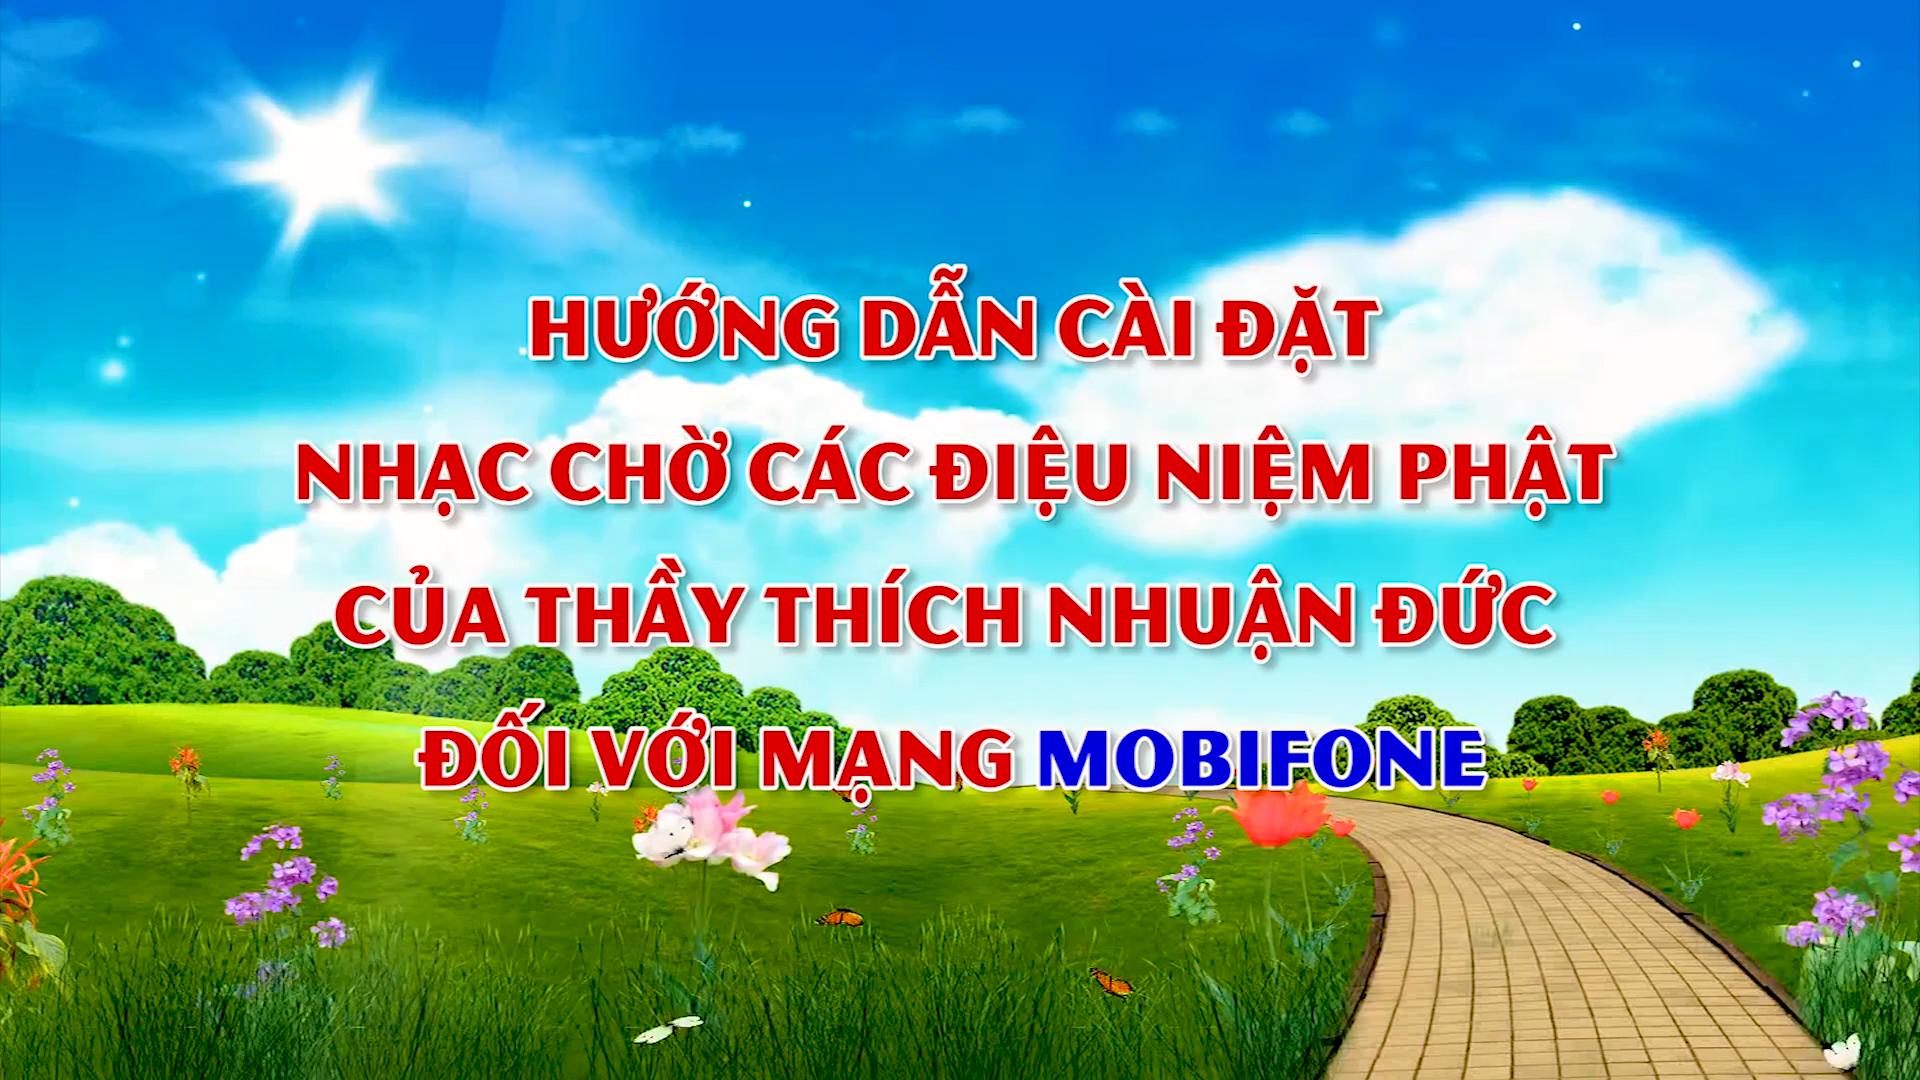 HƯỚNG DẪN CÀI ĐẶT
NHẠC CHỜ CÁC ĐIỆU NIỆM PHẬT
CỦA THẦY THÍCH NHUẬN ĐỨC
ĐỐI VỚI MẠNG MOBIFONE